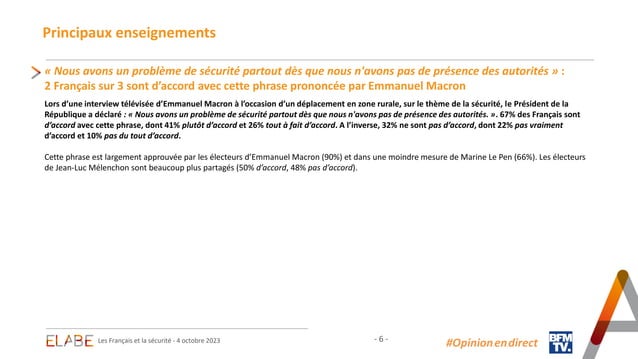 Principaux enseignements
« Nous avons un problème de sécurité partout dès que nous n'avons pas de présence des autorités » :
2 Français sur 3 sont d'accord avec cette phrase prononcée par Emmanuel Macron
Lors d'une interview télévisée d'Emmanuel Macron à l'occasion d'un déplacement en zone rurale, sur le thème de la sécurité, le Président de la
République a déclaré : « Nous avons un problème de sécurité partout dès que nous n'avons pas de présence des autorités. ». 67% des Français sont
d'accord avec cette phrase, dont 41% plutôt d'accord et 26% tout à fait d'accord. A l'inverse, 32% ne sont pas d'accord, dont 22% pas vraiment
d'accord et 10% pas du tout d'accord.
Cette phrase est largement approuvée par les électeurs d'Emmanuel Macron (90%) et dans une moindre mesure de Marine Le Pen (66%). Les électeurs
de Jean-Luc Mélenchon sont beaucoup plus partagés (50% d'accord, 48% pas d'accord).
ELABE Les Français et la sécurité - 4 octobre 2023
- 6 -
#Opinionendirect
BFM
TV.